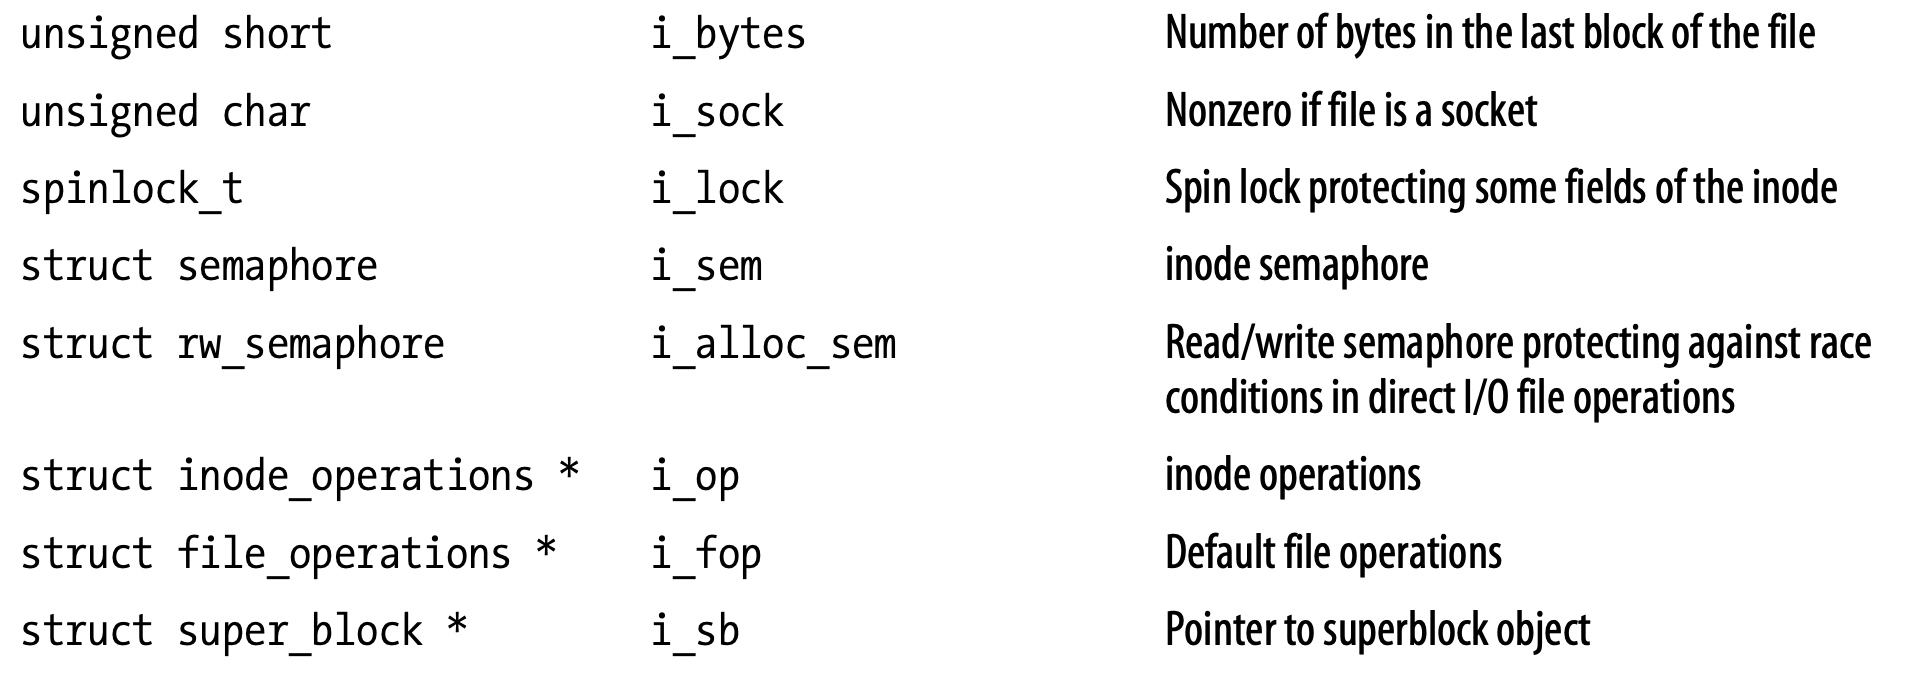 unsigned short i_bytes Number of bytes in the last block of the file
unsigned char i_sock Nonzero if file is a socket
spinlock_t i_lock Spin lock protecting some fields of the inode
struct semaphore i_sem inode semaphore
struct rw_semaphore i_alloc_sem Read/write semaphore protecting against race
conditions in direct I/O file operations
struct inode_operations * i_op inode operations
struct file_operations * i_fop Default file operations
struct super_block * i_sb Pointer to superblock object